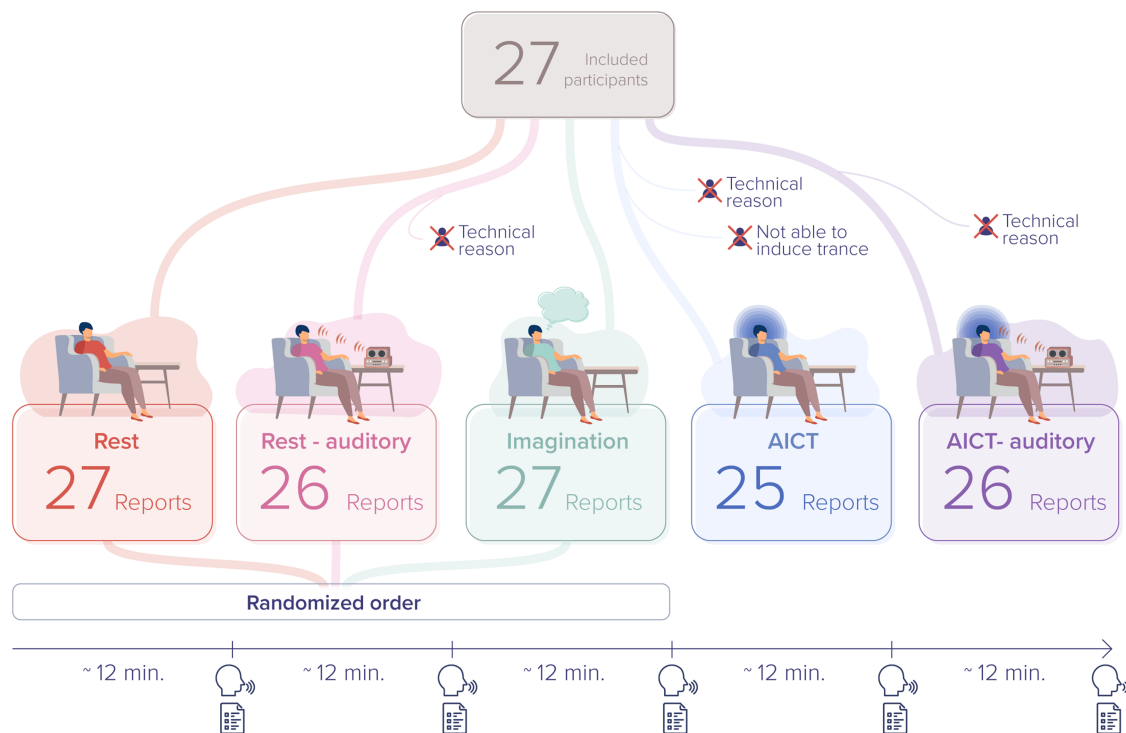 27 Included
participants
Technical
reason
Not able to
induce trance
Technical
reason
Technical
reason
Rest
27 Reports
Rest - auditory
26 Reports
Imagination
27 Reports
AICT
25 Reports
AICT- auditory
26 Reports
Randomized order
~ 12 min.
~ 12 min.
~ 12 min.
~ 12 min.
~ 12 min.